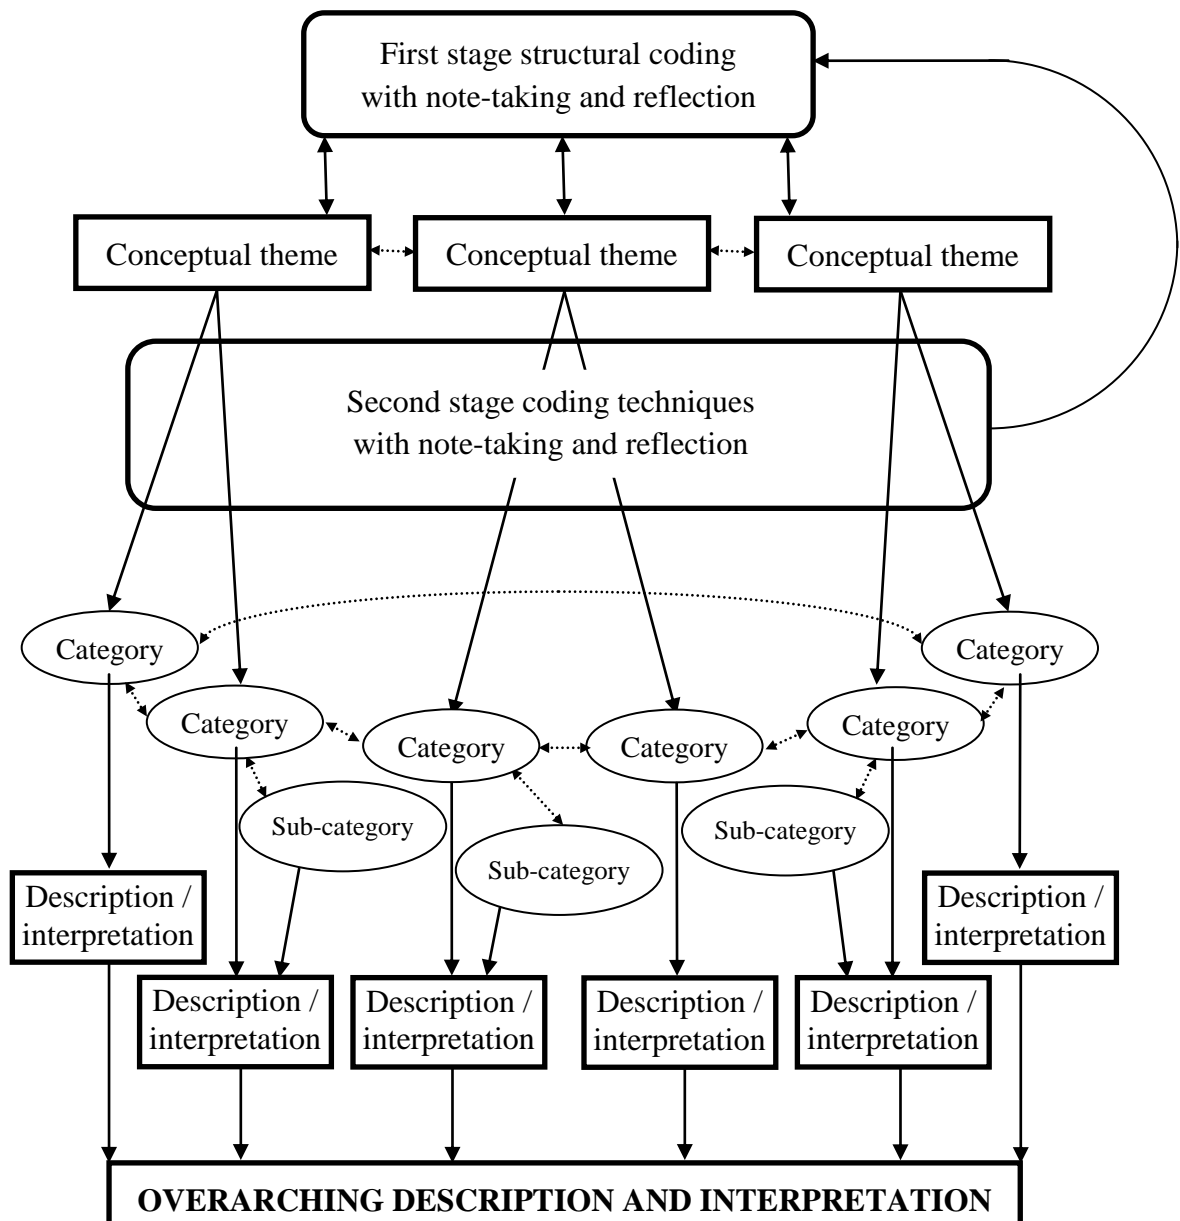 First stage structural coding
with note-taking and reflection
Conceptual theme
Conceptual theme
Conceptual theme
Second stage coding techniques
with note-taking and reflection
Category
Category
Category
Category
Category
Category
Sub-category
Sub-category
Sub-category
Description /
interpretation
Description /
interpretation
Description /
interpretation
Description /
interpretation
Description /
interpretation
Description /
interpretation
OVERARCHING DESCRIPTION AND INTERPRETATION